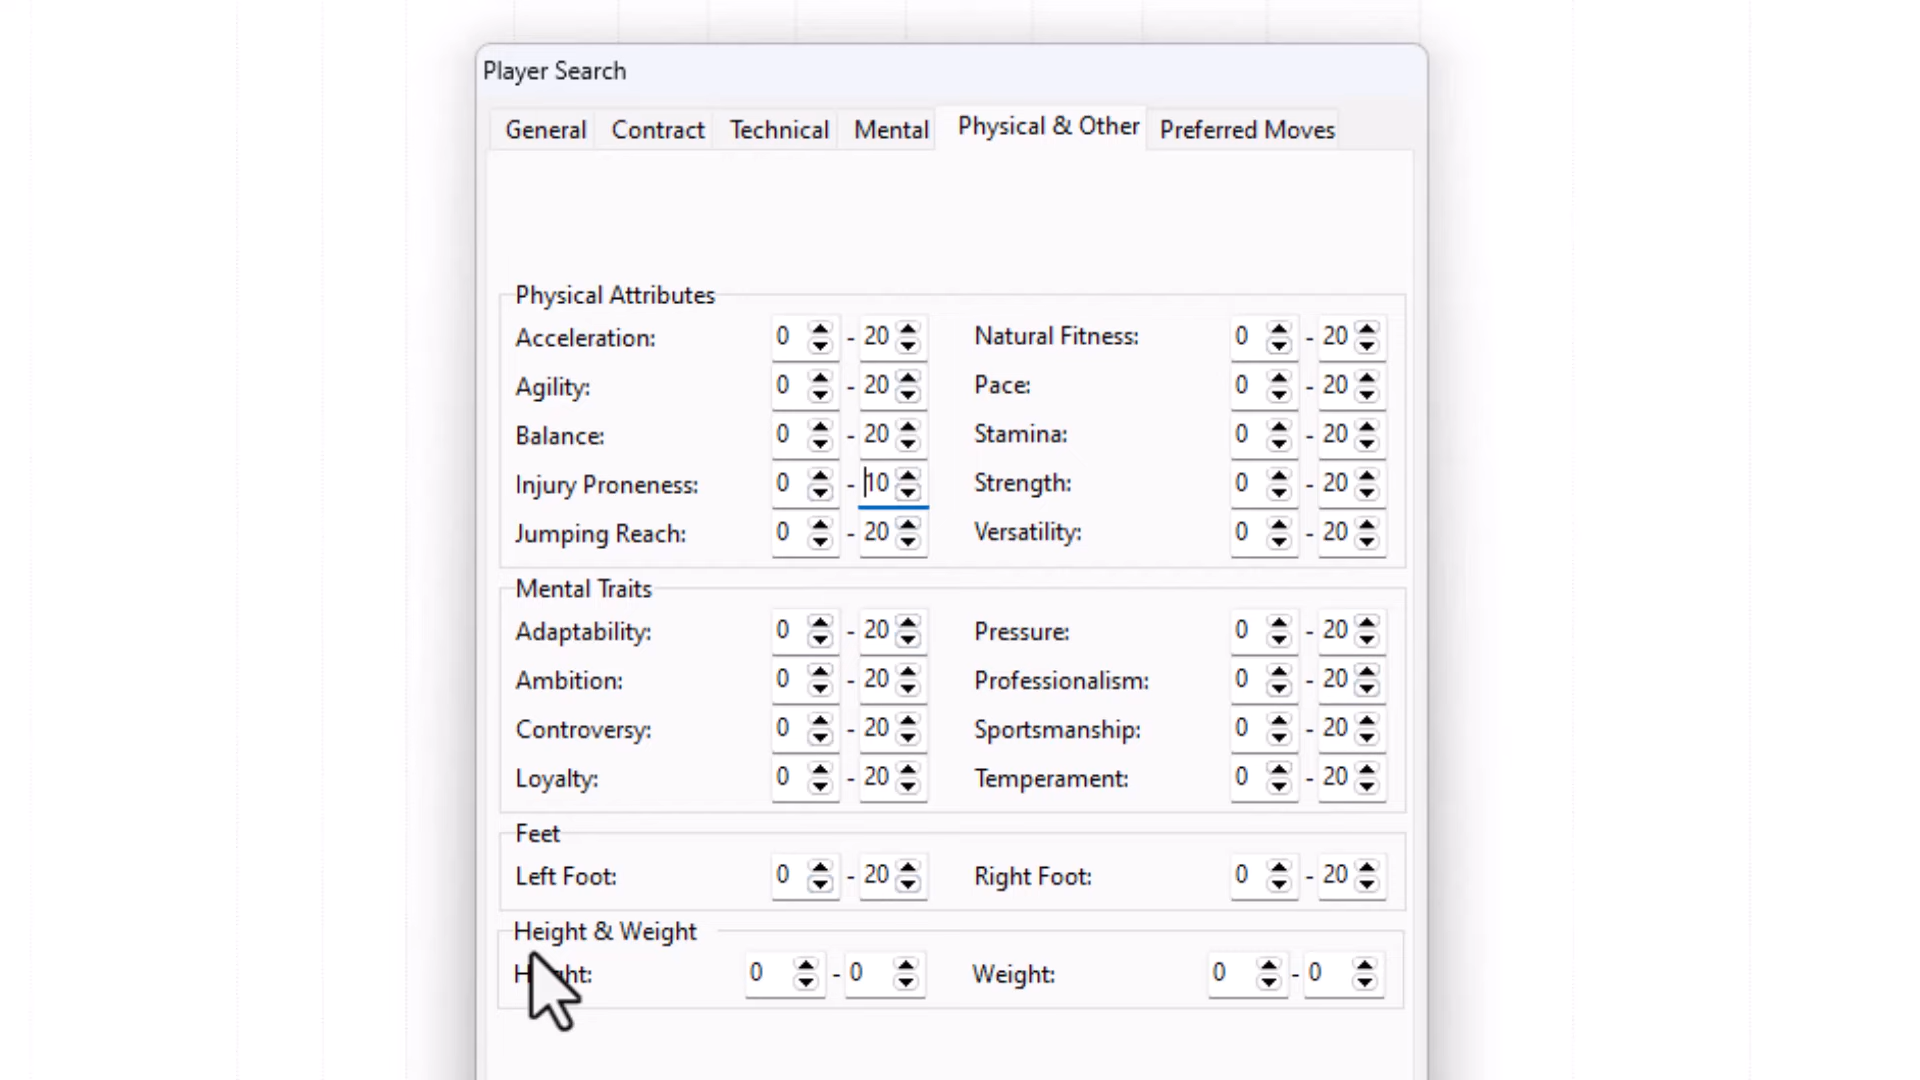 Player Search
General Contract Technical Mental Physical & Other Preferred Moves
Physical Attributes
Acceleration: 0 - 20 Natural Fitness: 0 - 20
Agility: 0 - 20 Pace: 0 - 20
Balance: 0 - 20 Stamina: 0 - 20
Injury Proneness: 0 - 10 Strength: 0 - 20
Jumping Reach: 0 - 20 Versatility: 0 - 20
Mental Traits
Adaptability: 0 - 20 Pressure: 0 - 20
Ambition: 0 - 20 Professionalism: 0 - 20
Controversy: 0 - 20 Sportsmanship: 0 - 20
Loyalty: 0 - 20 Temperament: 0 - 20
Feet
Left Foot: 0 - 20 Right Foot: 0 - 20
Height & Weight
Height: 0 - 0 Weight: 0 - 0